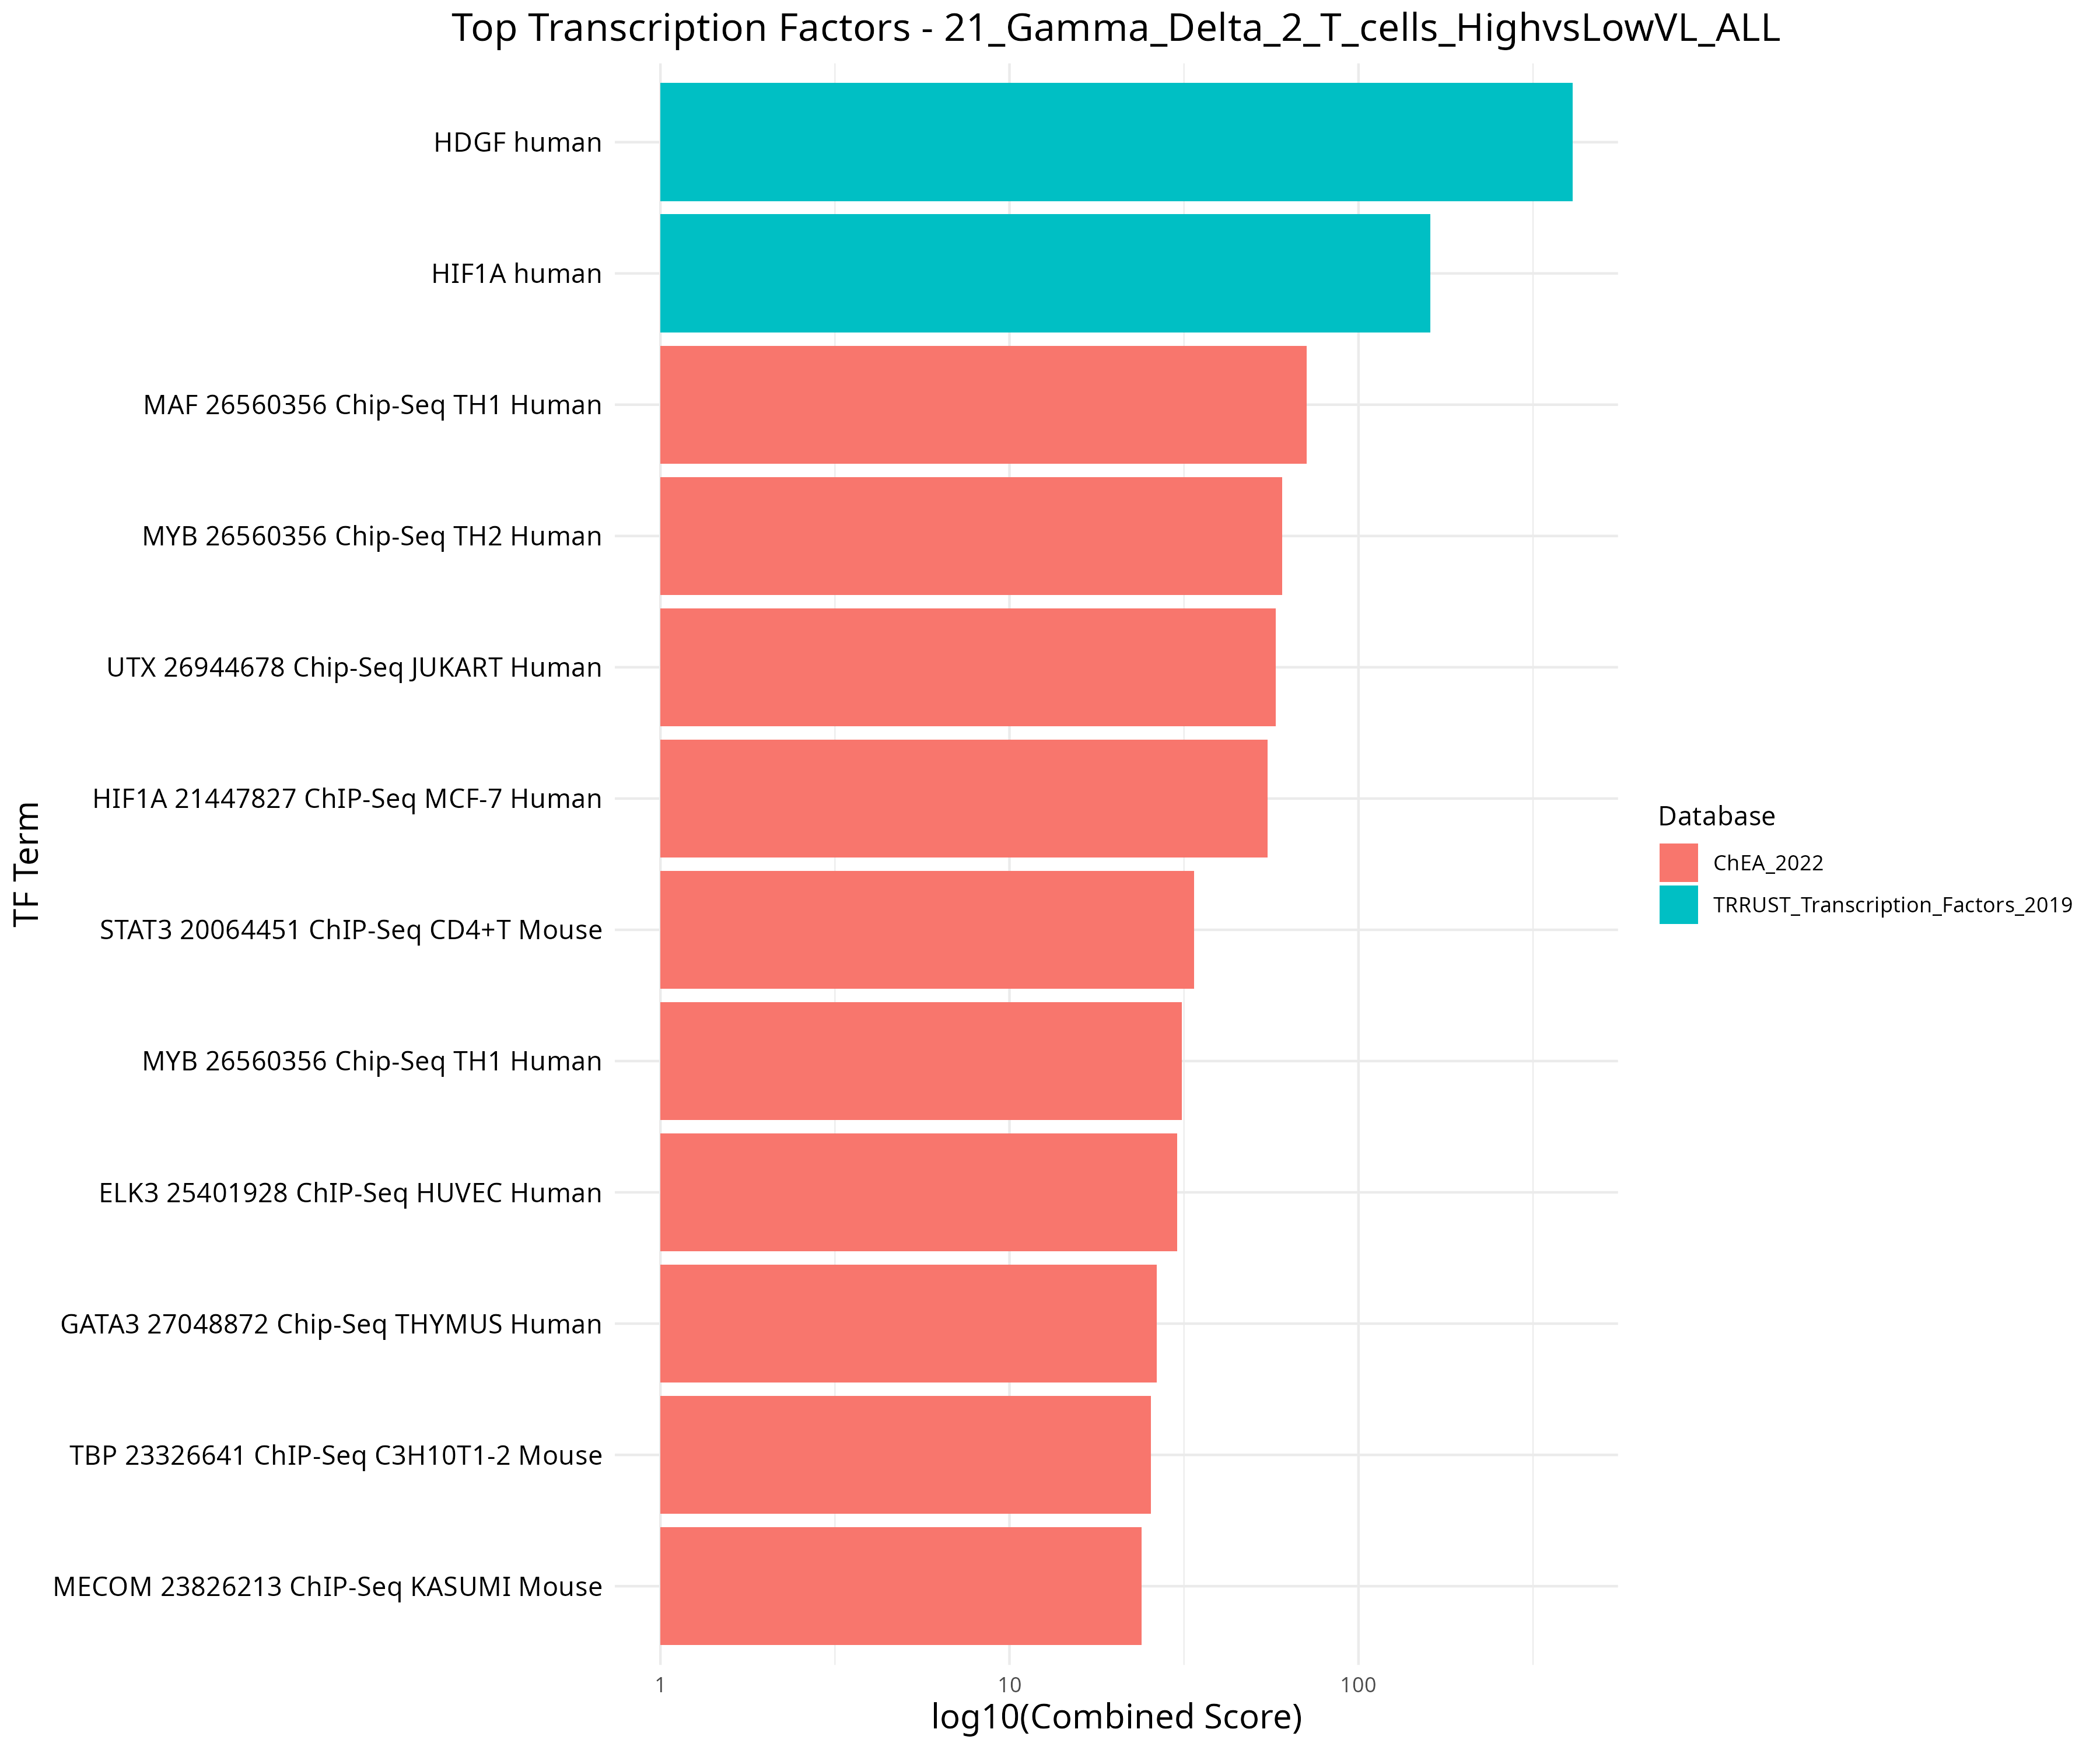 Top Transcription Factors - 21_Gamma_Delta_2_T_cells_HighvsLowVL_ALL
TF Term
HDGF human
HIF1A human
MAF 26560356 Chip-Seq TH1 Human
MYB 26560356 Chip-Seq TH2 Human
UTX 26944678 Chip-Seq JUKART Human
HIF1A 21447827 ChIP-Seq MCF-7 Human
STAT3 20064451 ChIP-Seq CD4+T Mouse
MYB 26560356 Chip-Seq TH1 Human
ELK3 25401928 ChIP-Seq HUVEC Human
GATA3 27048872 Chip-Seq THYMUS Human
TBP 23326641 ChIP-Seq C3H10T1-2 Mouse
MECOM 23826213 ChIP-Seq KASUMI Mouse
1
10
100
log10(Combined Score)
Database
ChEA_2022
TRRUST_Transcription_Factors_2019